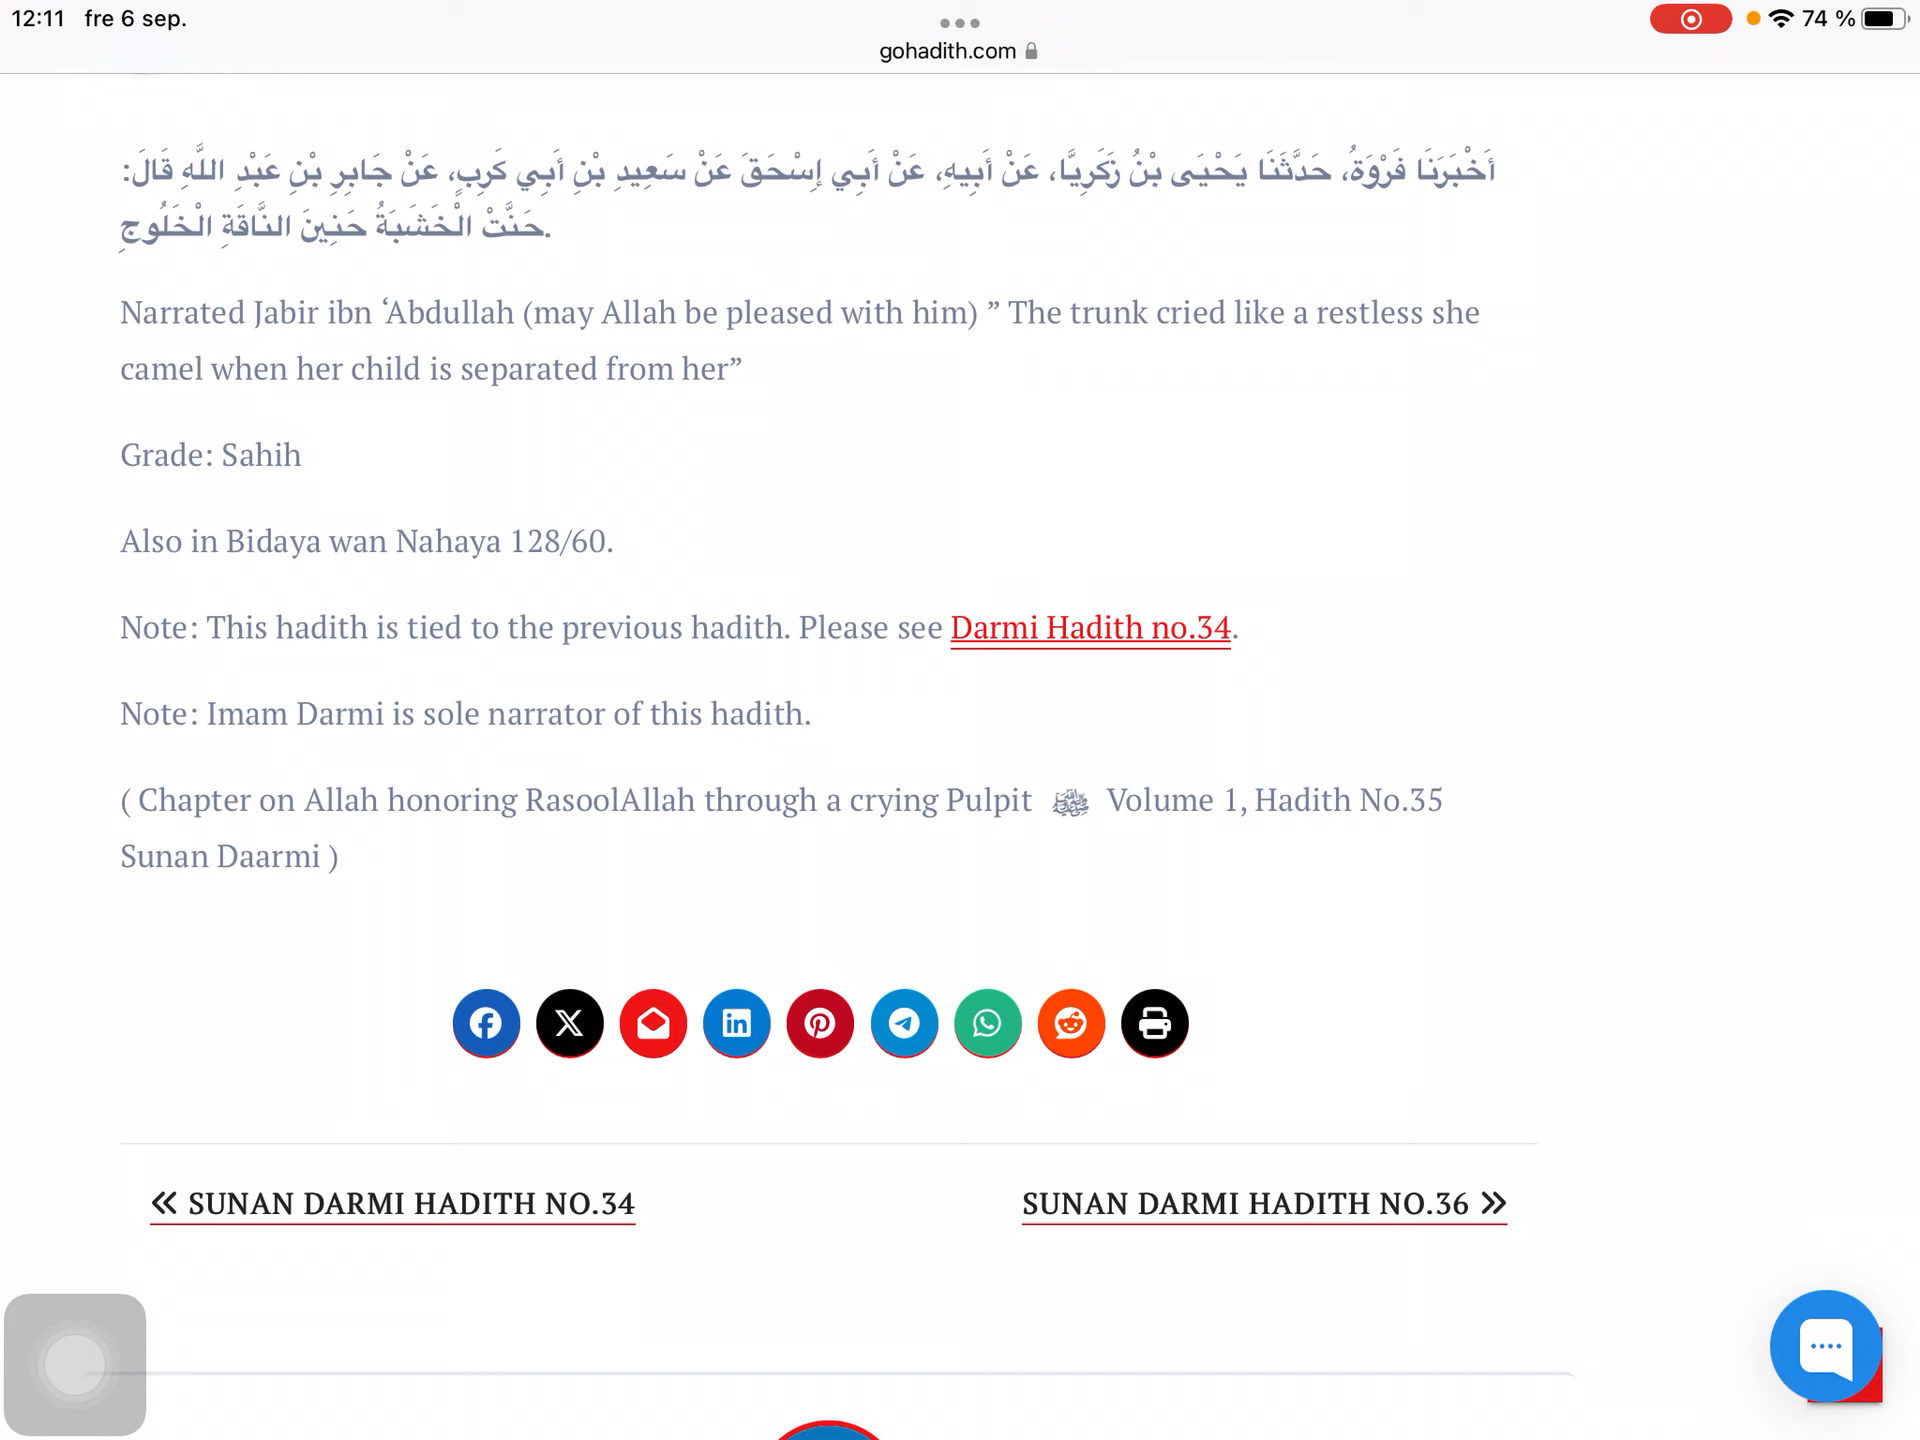 12:11 fre 6 sep.
74 %
gohadith.com
أَخْبَرَنَا فَرْوَةُ، حَدَّثَنَا يَحْيَى بْنُ زَكَرِيَّا، عَنْ أَبِيهِ، عَنْ أَبِي إِسْحَقَ عَنْ سَعِيدِ بْنِ أَبِي كَرِبٍ، عَنْ جَابِرِ بْنِ عَبْدِ اللَّهِ قَالَ:
حَنَّتْ الْخَشَبَةُ حَنِينَ النَّاقَةِ الْخَلُوجِ.
Narrated Jabir ibn ‘Abdullah (may Allah be pleased with him) ” The trunk cried like a restless she
camel when her child is separated from her”
Grade: Sahih
Also in Bidaya wan Nahaya 128/60.
Note: This hadith is tied to the previous hadith. Please see Darmi Hadith no.34.
Note: Imam Darmi is sole narrator of this hadith.
( Chapter on Allah honoring RasoolAllah through a crying Pulpit ﷺ Volume 1, Hadith No.35
Sunan Daarmi )
« SUNAN DARMI HADITH NO.34
SUNAN DARMI HADITH NO.36 »